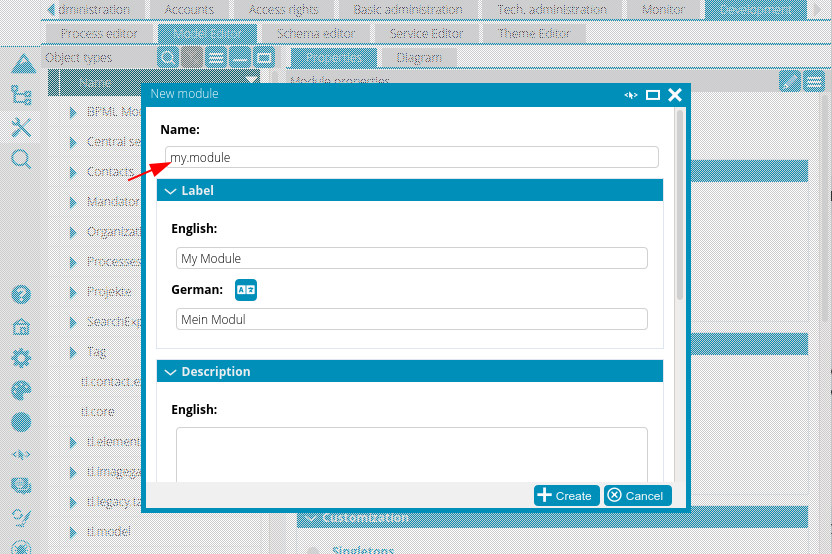 dministration Accounts Access rights Basic administration Tech. administration Monitor Development
Process editor Model Editor Schema editor Service Editor Theme Editor
Object types Properties Diagram
Name Module properties
New module
BPML Mo
Central se
Contacts
Mandator
Organizat
Processes
Projekte
SearchExp
Tag
tl.contact.ex
tl.core
tl.element
tl.imagega
tl.legacy.ta
tl.model
Name:
my.module
Label
English:
My Module
German:
Mein Modul
Description
English:
Create Cancel
Customization
Singletons